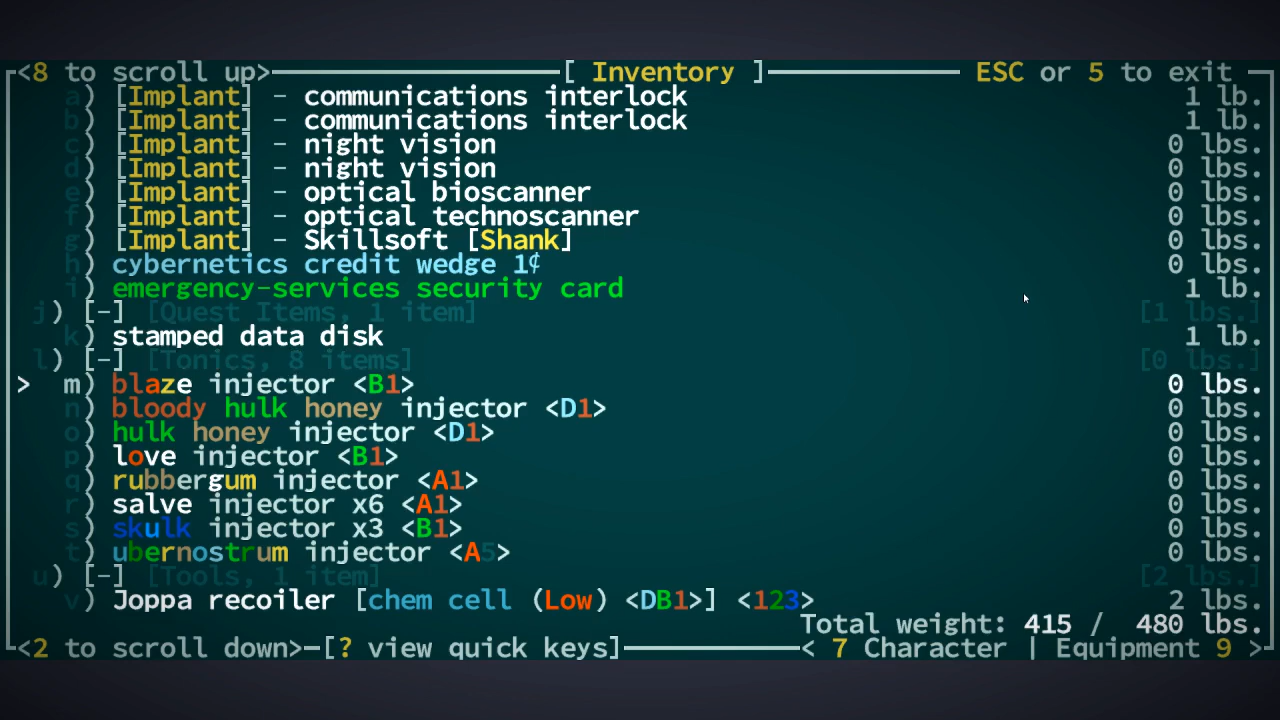 <8 to scroll up> [ Inventory ] ESC or 5 to exit
a) [Implant] - communications interlock 1 lb.
b) [Implant] - communications interlock 1 lb.
c) [Implant] - night vision 0 lbs.
d) [Implant] - night vision 0 lbs.
e) [Implant] - optical bioscanner 0 lbs.
f) [Implant] - optical technoscanner 0 lbs.
g) [Implant] - Skillsoft [Shank] 0 lbs.
h) cybernetics credit wedge 1¢ 0 lbs.
i) emergency-services security card 1 lb.
j) [-] [Quest Items, 1 item] [1 lbs.]
k) stamped data disk 1 lb.
l) [-] [Tonics, 8 items] [0 lbs.]
> m) blaze injector <B1> 0 lbs.
n) bloody hulk honey injector <D1> 0 lbs.
o) hulk honey injector <D1> 0 lbs.
p) love injector <B1> 0 lbs.
q) rubbergum injector <A1> 0 lbs.
r) salve injector x6 <A1> 0 lbs.
s) skulk injector x3 <B1> 0 lbs.
t) ubernostrum injector <A5> 0 lbs.
u) [-] [Tools, 1 item] [2 lbs.]
v) Joppa recoiler [chem cell (Low) <DB1>] <123> 2 lbs.
Total weight: 415 / 480 lbs.
<2 to scroll down> [? view quick keys] < 7 Character | Equipment 9 >